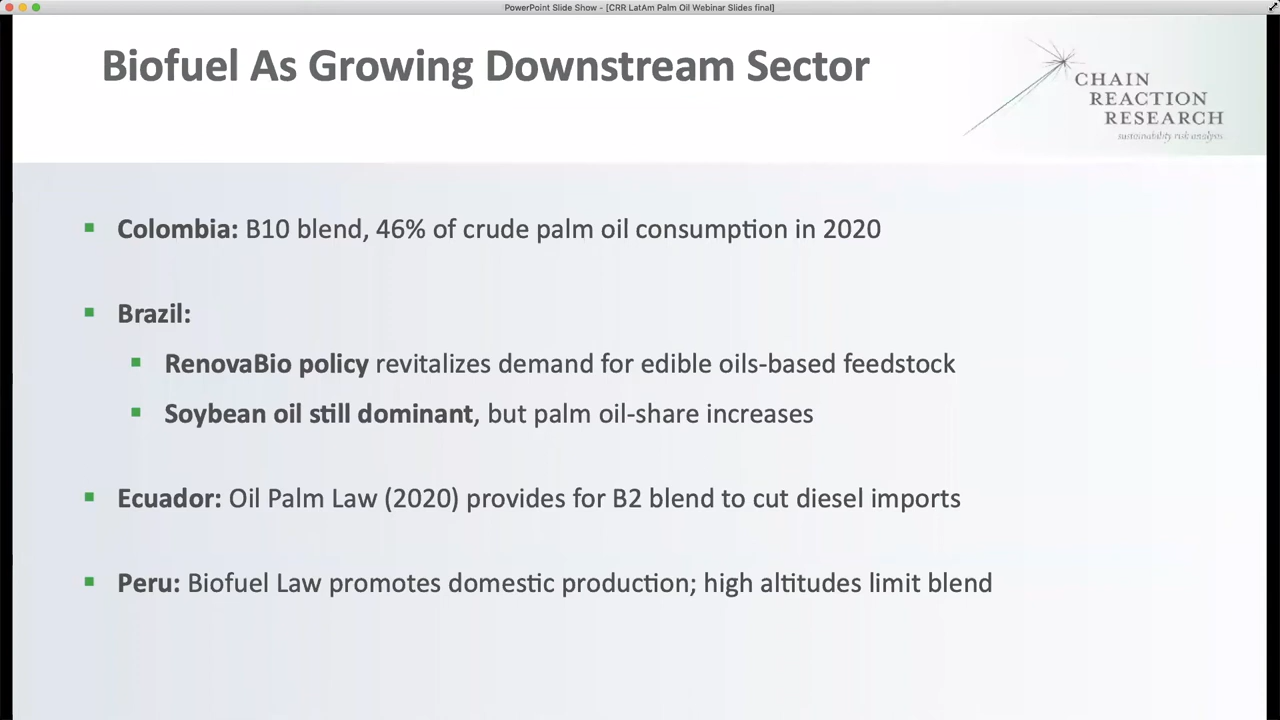 PowerPoint Slide Show - [CRR LatAm Palm Oil Webinar Slides final]
Biofuel As Growing Downstream Sector
CHAIN
REACTION
RESEARCH
sustainability risk analysis
▪ Colombia: B10 blend, 46% of crude palm oil consumption in 2020
▪ Brazil:
▪ RenovaBio policy revitalizes demand for edible oils-based feedstock
▪ Soybean oil still dominant, but palm oil-share increases
▪ Ecuador: Oil Palm Law (2020) provides for B2 blend to cut diesel imports
▪ Peru: Biofuel Law promotes domestic production; high altitudes limit blend